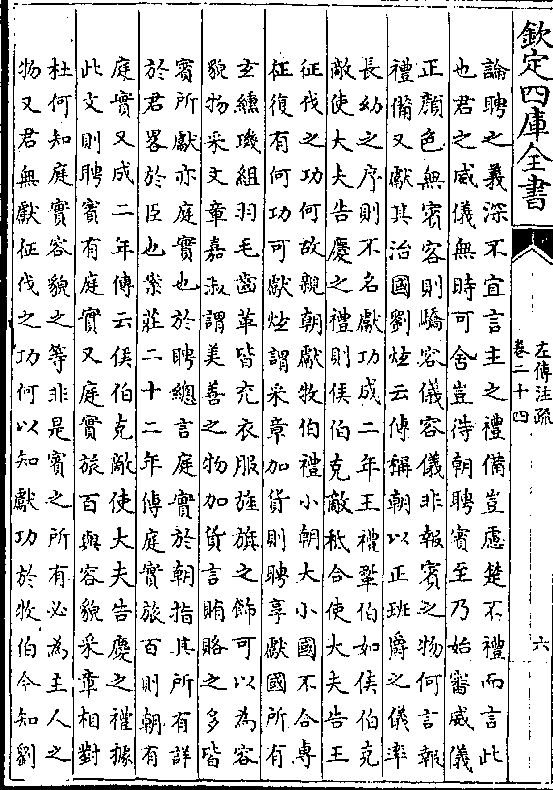 欽定四庫全書
左傳注疏
卷二十四
六
論聘之義深不宜言主之禮備豈慮楚不禮而言此
也君之威儀無時可舍豈待朝聘賓至乃始審威儀
正顏色無賓客則驕容儀容儀非報賓之物何言報
禮備又獻其治國劉炫云傳稱朝以正班爵之儀率
長幼之序則不名獻功成二年王禮鞏伯如侯伯克
敵使大夫告慶之禮則侯伯克敵秪合使大夫告王
征伐之功何故親朝獻牧伯禮小朝大小國不合專
征復有何功可獻炫謂采章加貨則聘享獻國所有
玄纁璣組羽毛齒革皆充衣服旌旗之飾可以為容
貌物采文章嘉淑謂美善之物加貨言賄賂之多皆
賓所獻亦庭實也於聘總言庭實於朝指其所有詳
於君畧於臣也案莊二十二年傳庭實旅百則朝有
庭實又成二年傳云侯伯克敵使大夫告慶之禮據
此文則聘賓有庭實又庭實旅百與容貌采章相對
杜何知庭實容貌之等非是賓之所有必為主人之
物又君無獻征伐之功何以知獻功於牧伯今知劉